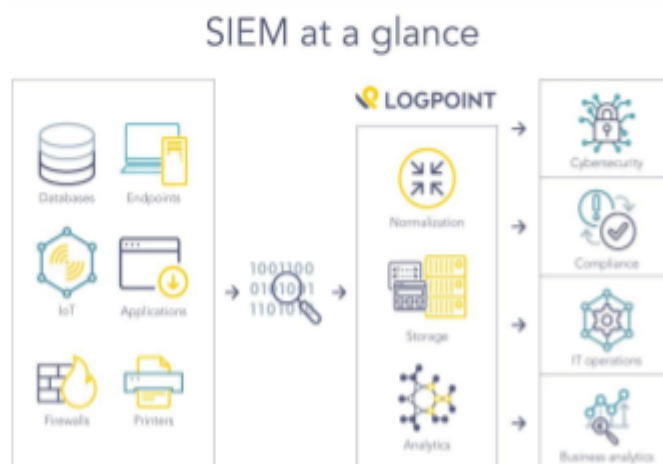 SIEM at a glance
Databases
Endpoints
IoT
Applications
Firewalls
Printers
1001100
0101001
110101
LOGPOINT
Normalization
Storage
Analytics
Cybersecurity
Compliance
IT operations
Business analytics